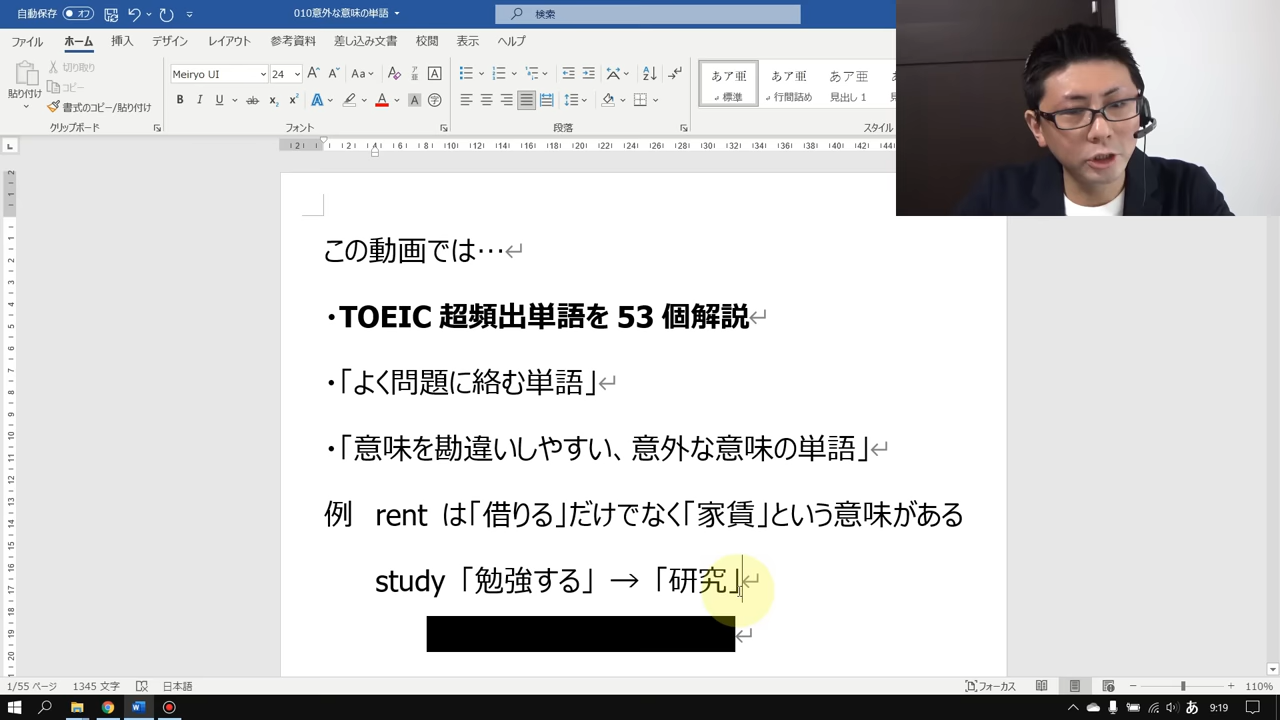 自動保存 オフ
010意外な意味の単語
検索
ファイル ホーム 挿入 デザイン レイアウト 参考資料 差し込み文書 校閲 表示 ヘルプ
貼り付け
切り取り
コピー
書式のコピー/貼り付け
クリップボード
Meiryo UI 24
フォント
段落
あア亜 標準
あア亜 行間詰め
あア亜 見出し 1
スタイル
この動画では…
・TOEIC 超頻出単語を 53 個解説
・「よく問題に絡む単語」
・「意味を勘違いしやすい、意外な意味の単語」
例 rent は「借りる」だけでなく「家賃」という意味がある
study 「勉強する」 → 「研究」
1/55 ページ 1345 文字 日本語 フォーカス 110%
あ 9:19